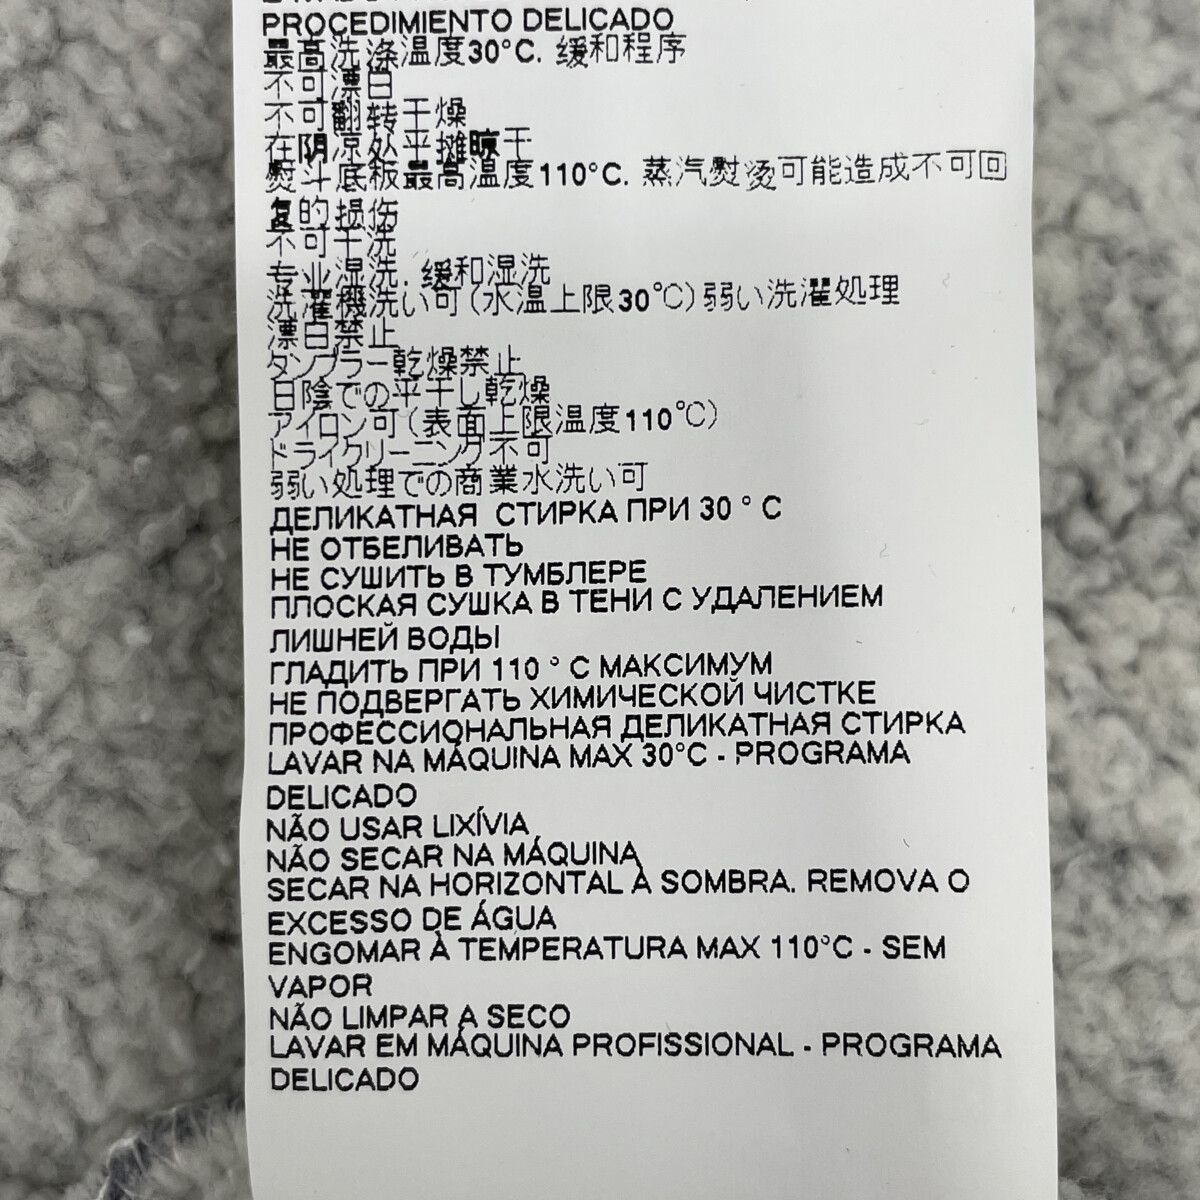 PROCEDIMIENTO DELICADO
最高洗涤温度30°C. 缓和程序
不可漂白
不可翻转干燥
在阴凉处平摊晾干
熨斗底板最高温度110°C. 蒸汽熨烫可能造成不可回
复的损伤
不可干洗
专业湿洗. 缓和湿洗
洗濯機洗い可(水温上限30℃)弱い洗濯処理
漂白禁止
タンブラー乾燥禁止
日陰での平干し乾燥
アイロン可(表面上限温度110℃)
ドライクリーニング不可
弱い処理での商業水洗い可
ДЕЛИКАТНАЯ СТИРКА ПРИ 30 ° C
НЕ ОТБЕЛИВАТЬ
НЕ СУШИТЬ В ТУМБЛЕРЕ
ПЛОСКАЯ СУШКА В ТЕНИ С УДАЛЕНИЕМ
ЛИШНЕЙ ВОДЫ
ГЛАДИТЬ ПРИ 110 ° C МАКСИМУМ
НЕ ПОДВЕРГАТЬ ХИМИЧЕСКОЙ ЧИСТКЕ
ПРОФЕССИОНАЛЬНАЯ ДЕЛИКАТНАЯ СТИРКА
LAVAR NA MÁQUINA MAX 30°C - PROGRAMA
DELICADO
NÃO USAR LIXÍVIA
NÃO SECAR NA MÁQUINA
SECAR NA HORIZONTAL À SOMBRA. REMOVA O
EXCESSO DE ÁGUA
ENGOMAR À TEMPERATURA MAX 110°C - SEM
VAPOR
NÃO LIMPAR A SECO
LAVAR EM MÁQUINA PROFISSIONAL - PROGRAMA
DELICADO